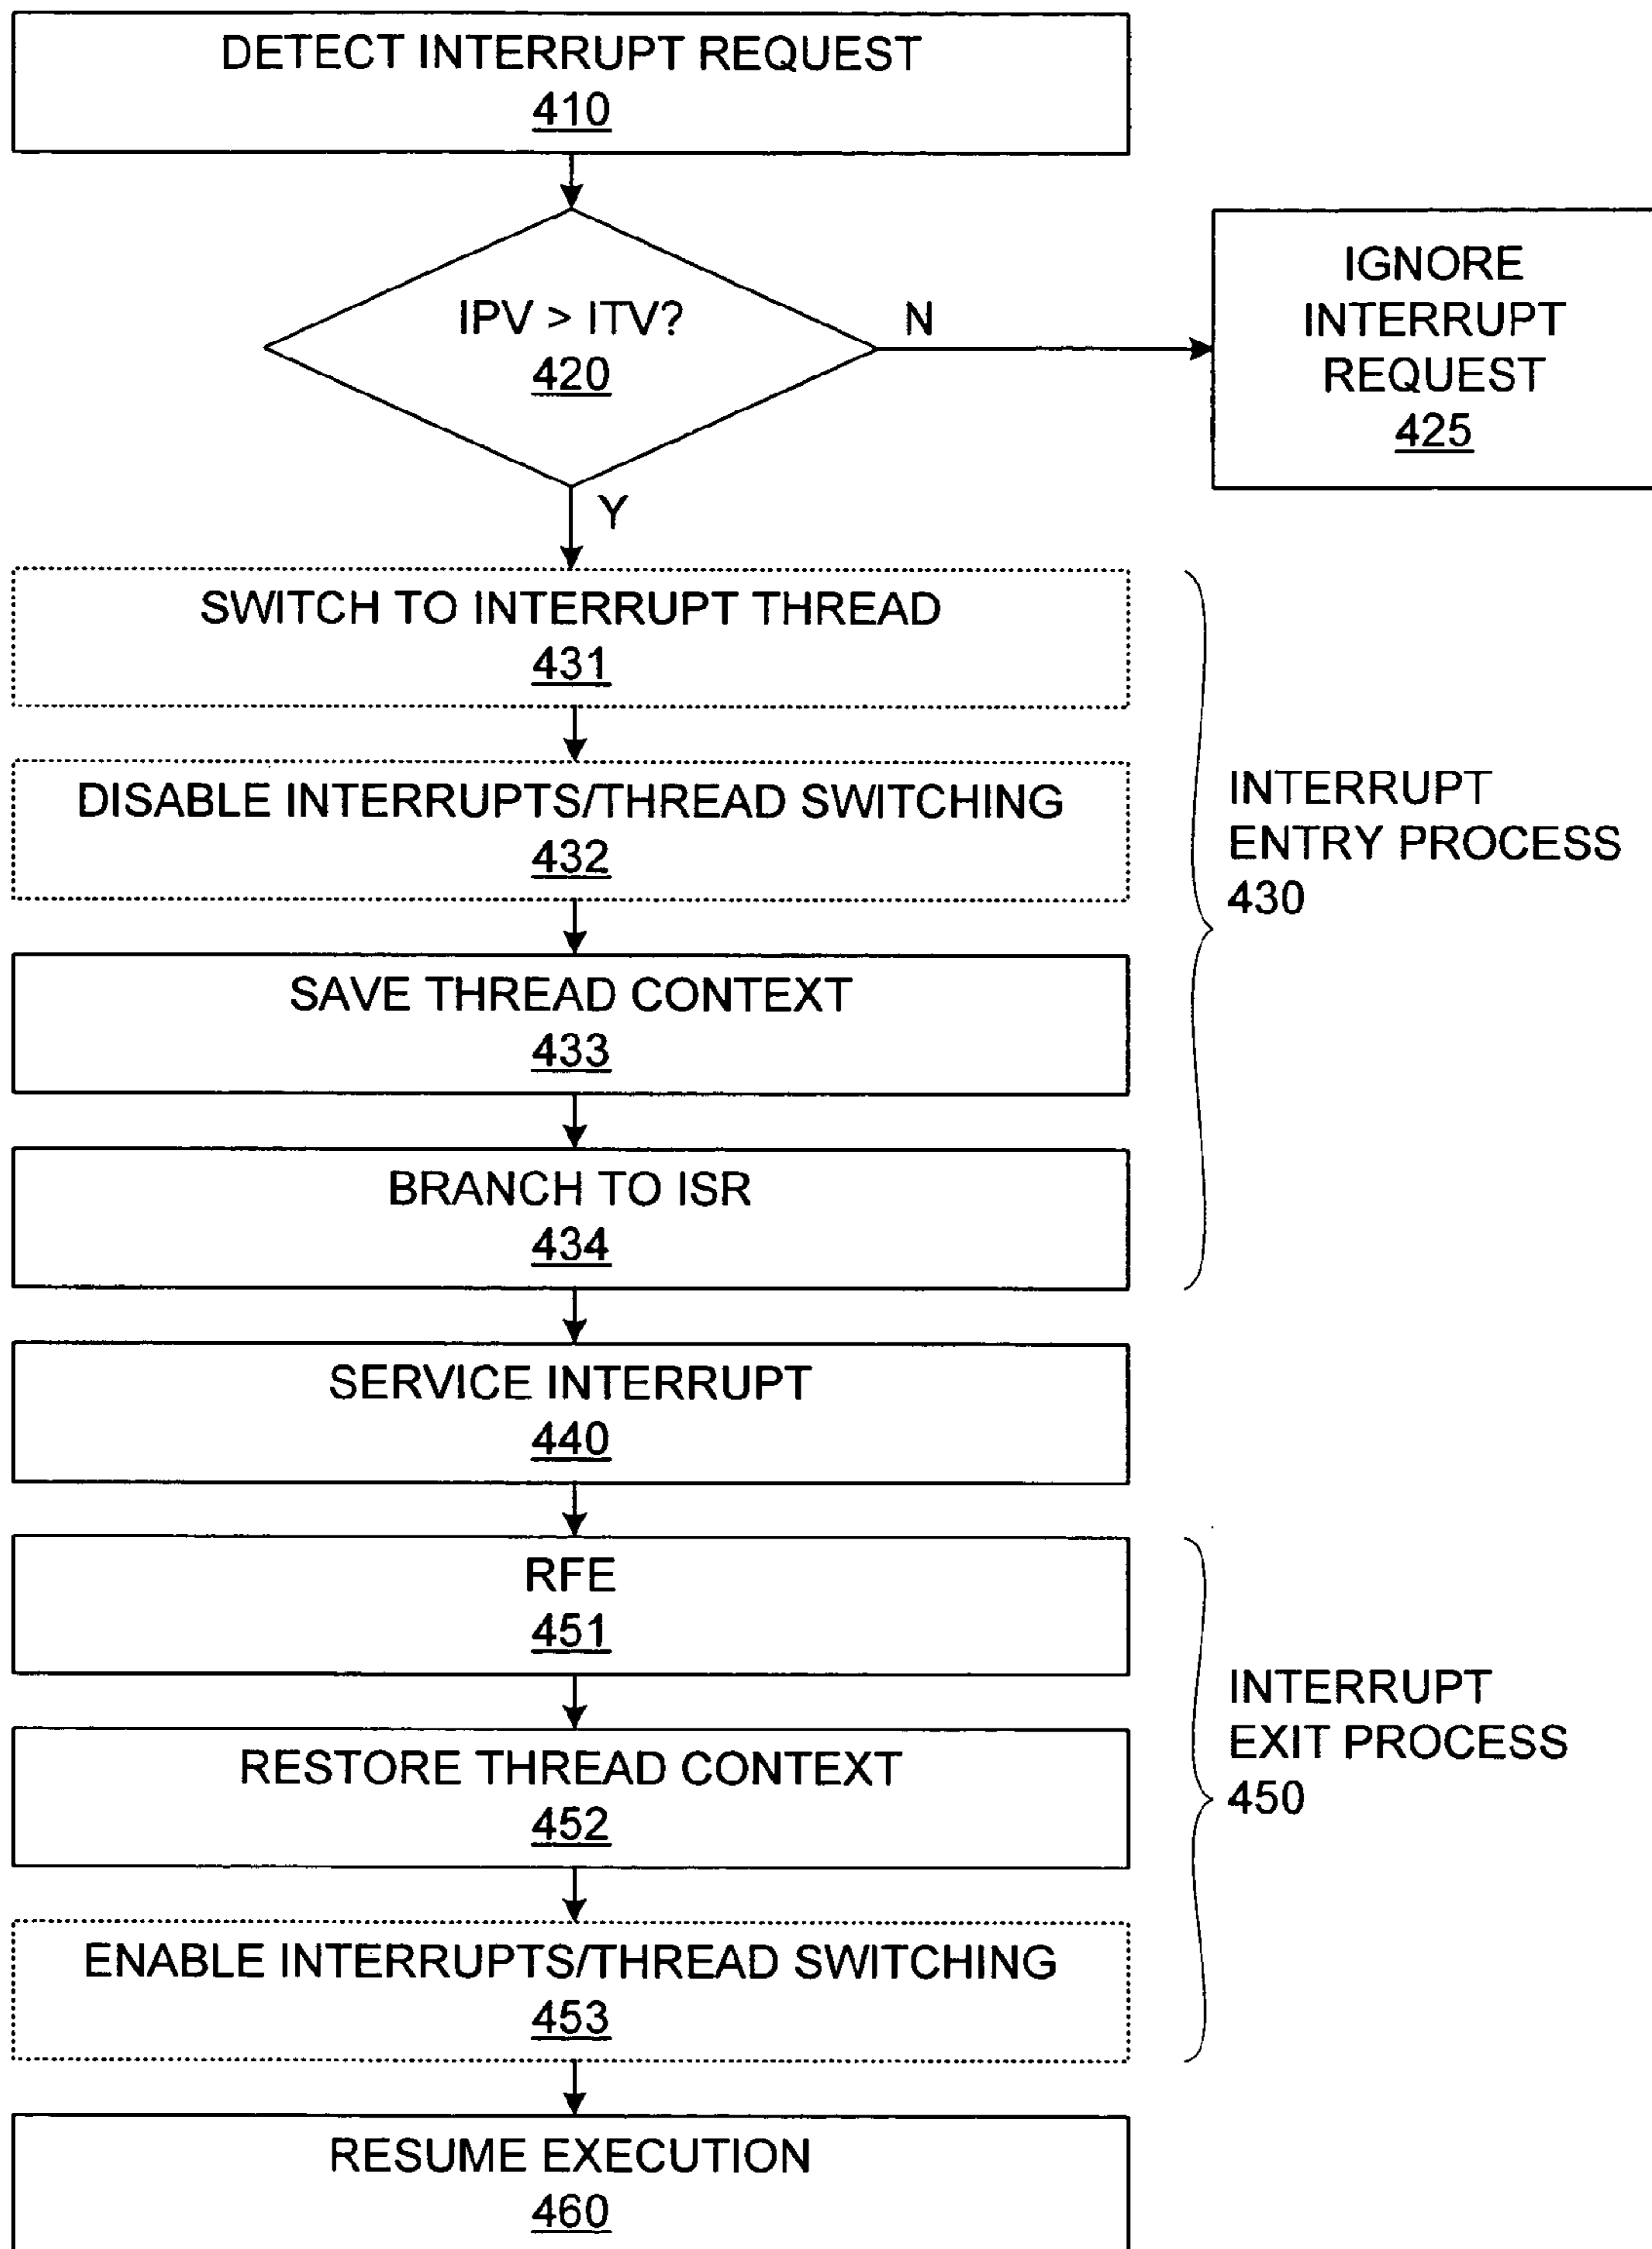 DETECT INTERRUPT REQUEST
410
IPV > ITV?
420
N
IGNORE
INTERRUPT
REQUEST
425
Y
SWITCH TO INTERRUPT THREAD
431
DISABLE INTERRUPTS/THREAD SWITCHING
432
SAVE THREAD CONTEXT
433
BRANCH TO ISR
434
INTERRUPT
ENTRY PROCESS
430
SERVICE INTERRUPT
440
RFE
451
RESTORE THREAD CONTEXT
452
ENABLE INTERRUPTS/THREAD SWITCHING
453
INTERRUPT
EXIT PROCESS
450
RESUME EXECUTION
460